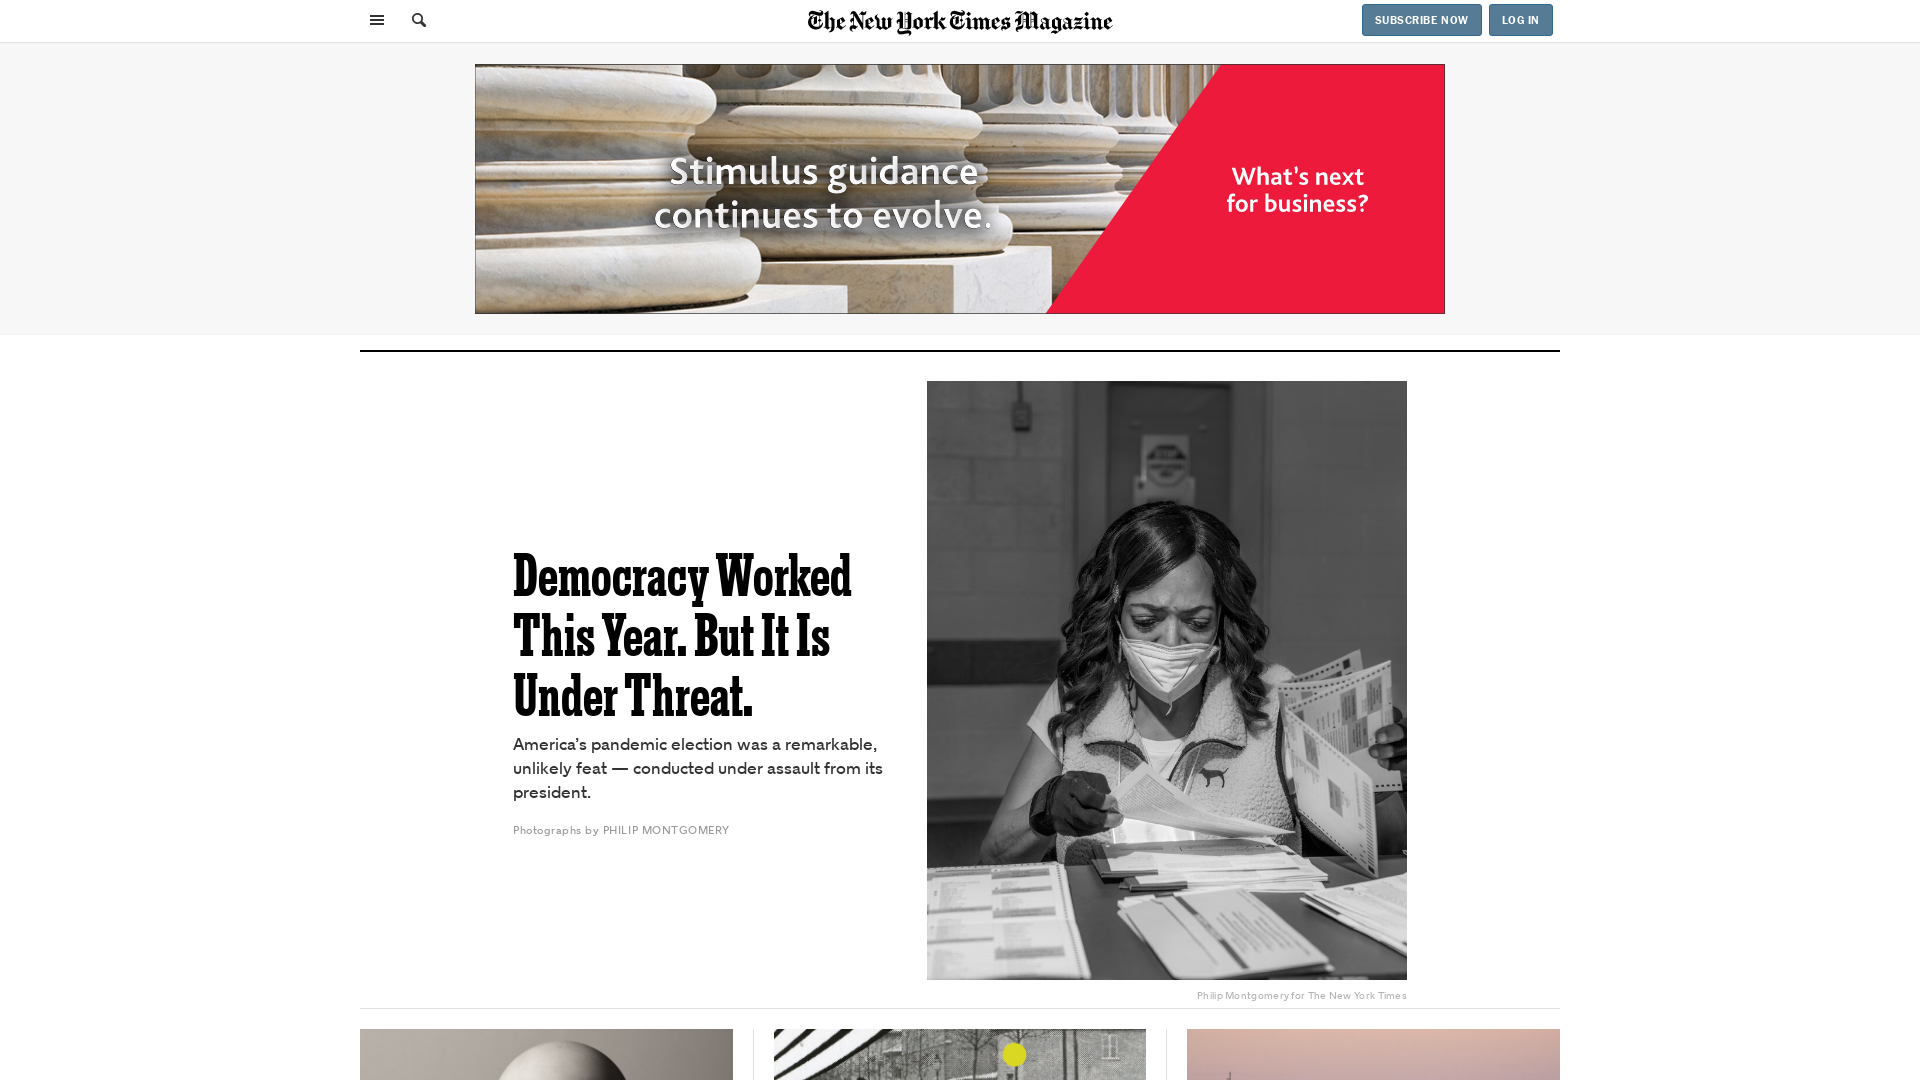 The New York Times Magazine
SUBSCRIBE NOW
LOG IN
Stimulus guidance
continues to evolve.
What's next
for business?
Democracy Worked
This Year. But It Is
Under Threat.
America's pandemic election was a remarkable,
unlikely feat — conducted under assault from its
president.
Photographs by PHILIP MONTGOMERY
Philip Montgomery for The New York Times